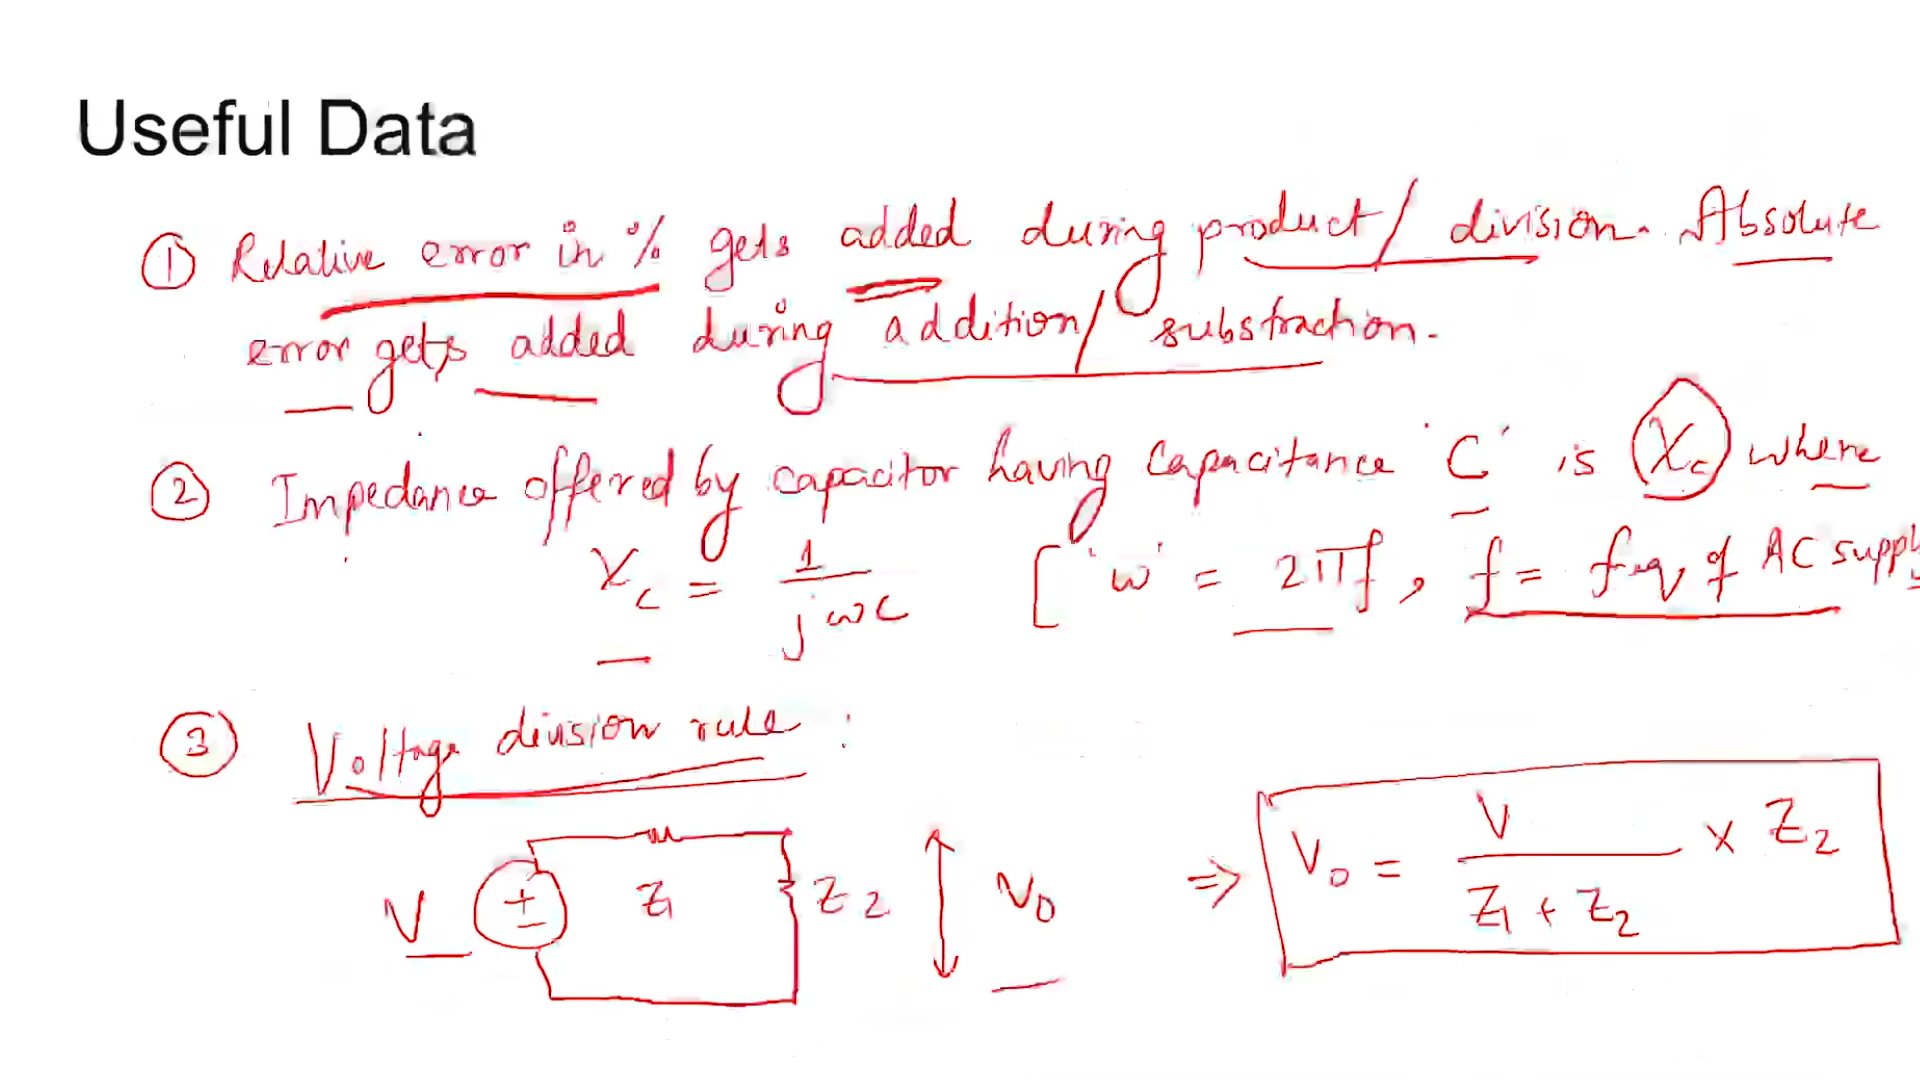 Useful Data
① Relative error in % gets added during product/ division. Absolute
error gets added during addition/ substraction.
② Impedance offered by capacitor having capacitance 'C' is Xc where
Xc = 1/jωc ['ω' = 2πf, f = freq of AC supply
③ Voltage division rule :
V + - Z1 Z2 V0 => V0 = V/(Z1 + Z2) × Z2